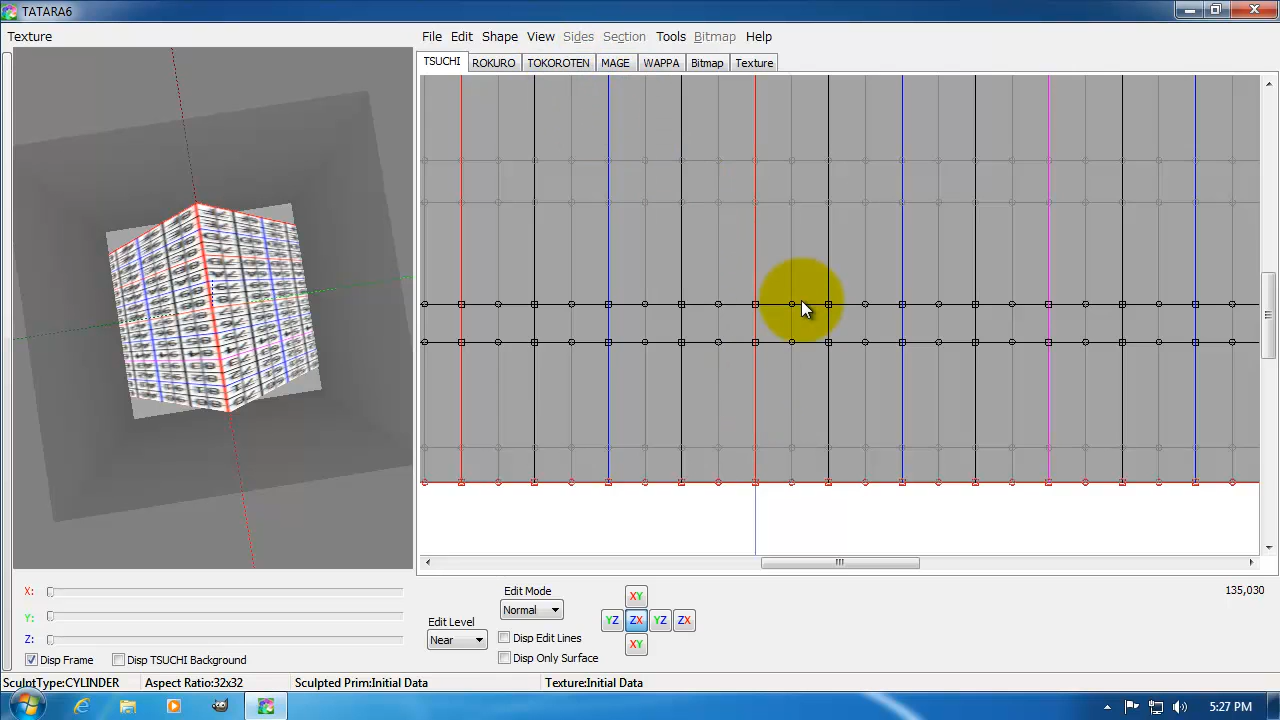 TATARA6
Texture
File Edit Shape View Sides Section Tools Bitmap Help
TSUCHI ROKURO TOKOROTEN MAGE WAPPA Bitmap Texture
X:
Y:
Z:
Disp Frame Disp TSUCHI Background
Edit Level
Near
Edit Mode
Normal
Disp Edit Lines
Disp Only Surface
XY
YZ ZX YZ ZX
XY
135,030
SculptType:CYLINDER Aspect Ratio:32x32 Sculpted Prim:Initial Data Texture:Initial Data
5:27 PM